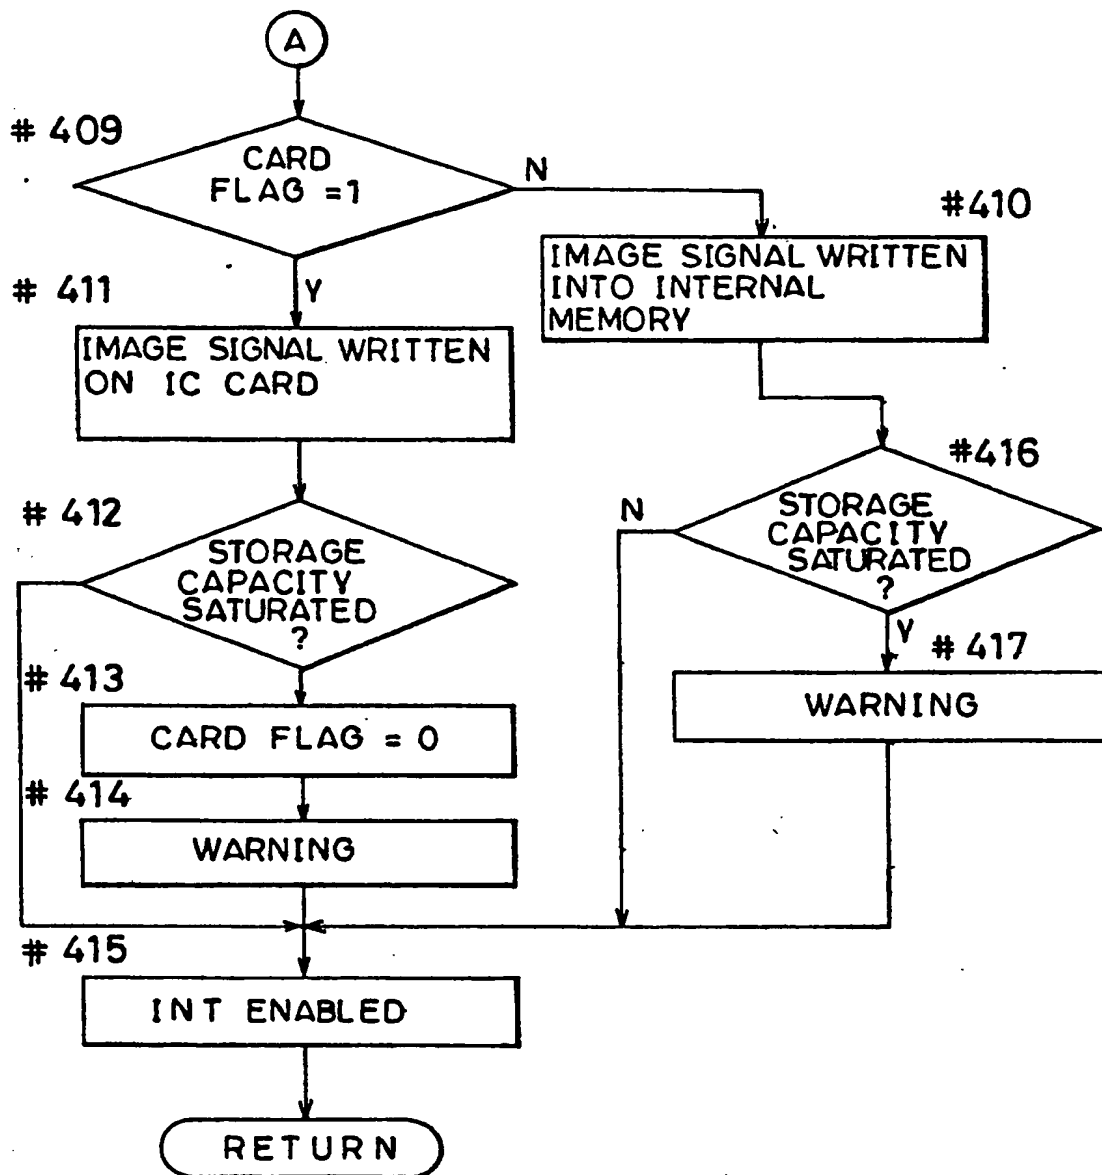 A
# 409
CARD
FLAG =1
N
#410
IMAGE SIGNAL WRITTEN
INTO INTERNAL
MEMORY
# 411
Y
IMAGE SIGNAL WRITTEN
ON IC CARD
#416
N
STORAGE
CAPACITY
SATURATED
?
Y
# 412
STORAGE
CAPACITY
SATURATED
?
# 417
WARNING
# 413
CARD FLAG = 0
# 414
WARNING
# 415
INT ENABLED
RETURN